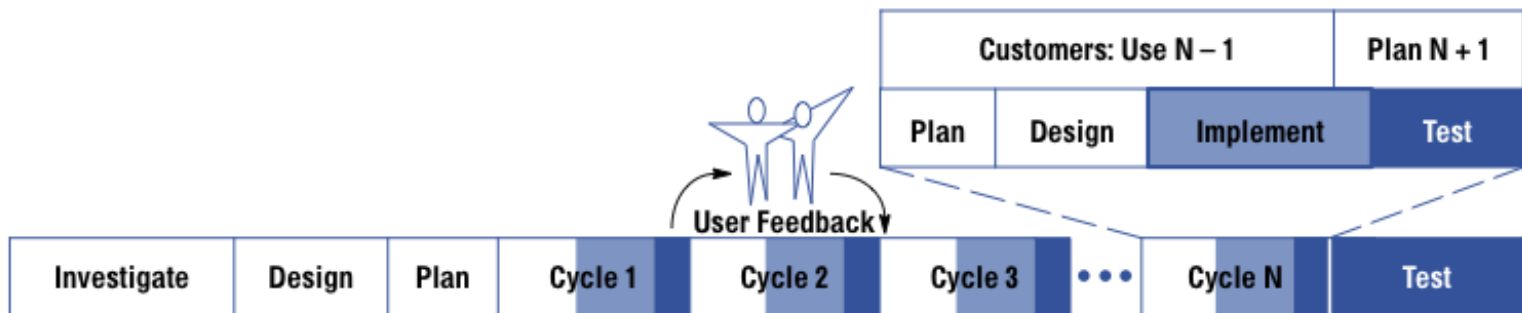 Customers: Use N – 1 Plan N + 1
Plan Design Implement Test
User Feedback
Investigate Design Plan Cycle 1 Cycle 2 Cycle 3 ••• Cycle N Test